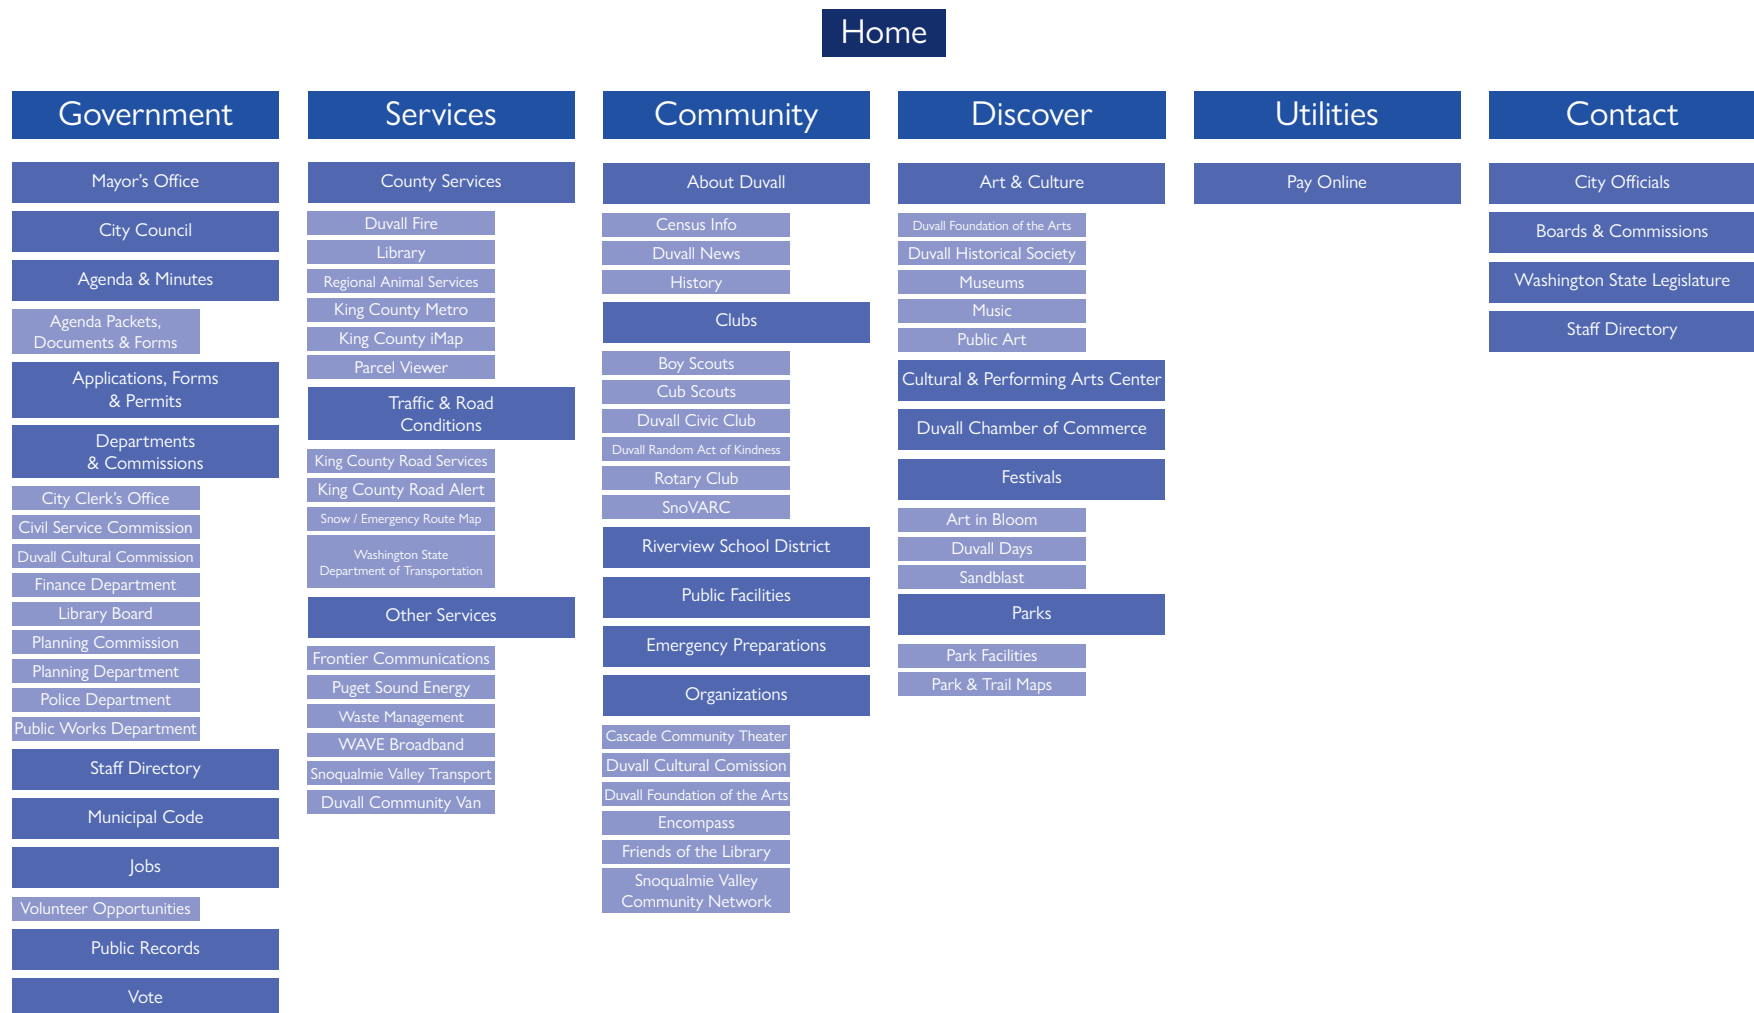 Home
Government
Mayor's Office
City Council
Agenda & Minutes
Agenda Packets,
Documents & Forms
Applications, Forms
& Permits
Departments
& Commissions
City Clerk's Office
Civil Service Commission
Duvall Cultural Commission
Finance Department
Library Board
Planning Commission
Planning Department
Police Department
Public Works Department
Staff Directory
Municipal Code
Jobs
Volunteer Opportunities
Public Records
Vote
Services
County Services
Duvall Fire
Library
Regional Animal Services
King County Metro
King County iMap
Parcel Viewer
Traffic & Road
Conditions
King County Road Services
King County Road Alert
Snow / Emergency Route Map
Washington State
Department of Transportation
Other Services
Frontier Communications
Puget Sound Energy
Waste Management
WAVE Broadband
Snoqualmie Valley Transport
Duvall Community Van
Community
About Duvall
Census Info
Duvall News
History
Clubs
Boy Scouts
Cub Scouts
Duvall Civic Club
Duvall Random Act of Kindness
Rotary Club
SnoVARC
Riverview School District
Public Facilities
Emergency Preparations
Organizations
Cascade Community Theater
Duvall Cultural Comission
Duvall Foundation of the Arts
Encompass
Friends of the Library
Snoqualmie Valley
Community Network
Discover
Art & Culture
Duvall Foundation of the Arts
Duvall Historical Society
Museums
Music
Public Art
Cultural & Performing Arts Center
Duvall Chamber of Commerce
Festivals
Art in Bloom
Duvall Days
Sandblast
Parks
Park Facilities
Park & Trail Maps
Utilities
Pay Online
Contact
City Officials
Boards & Commissions
Washington State Legislature
Staff Directory